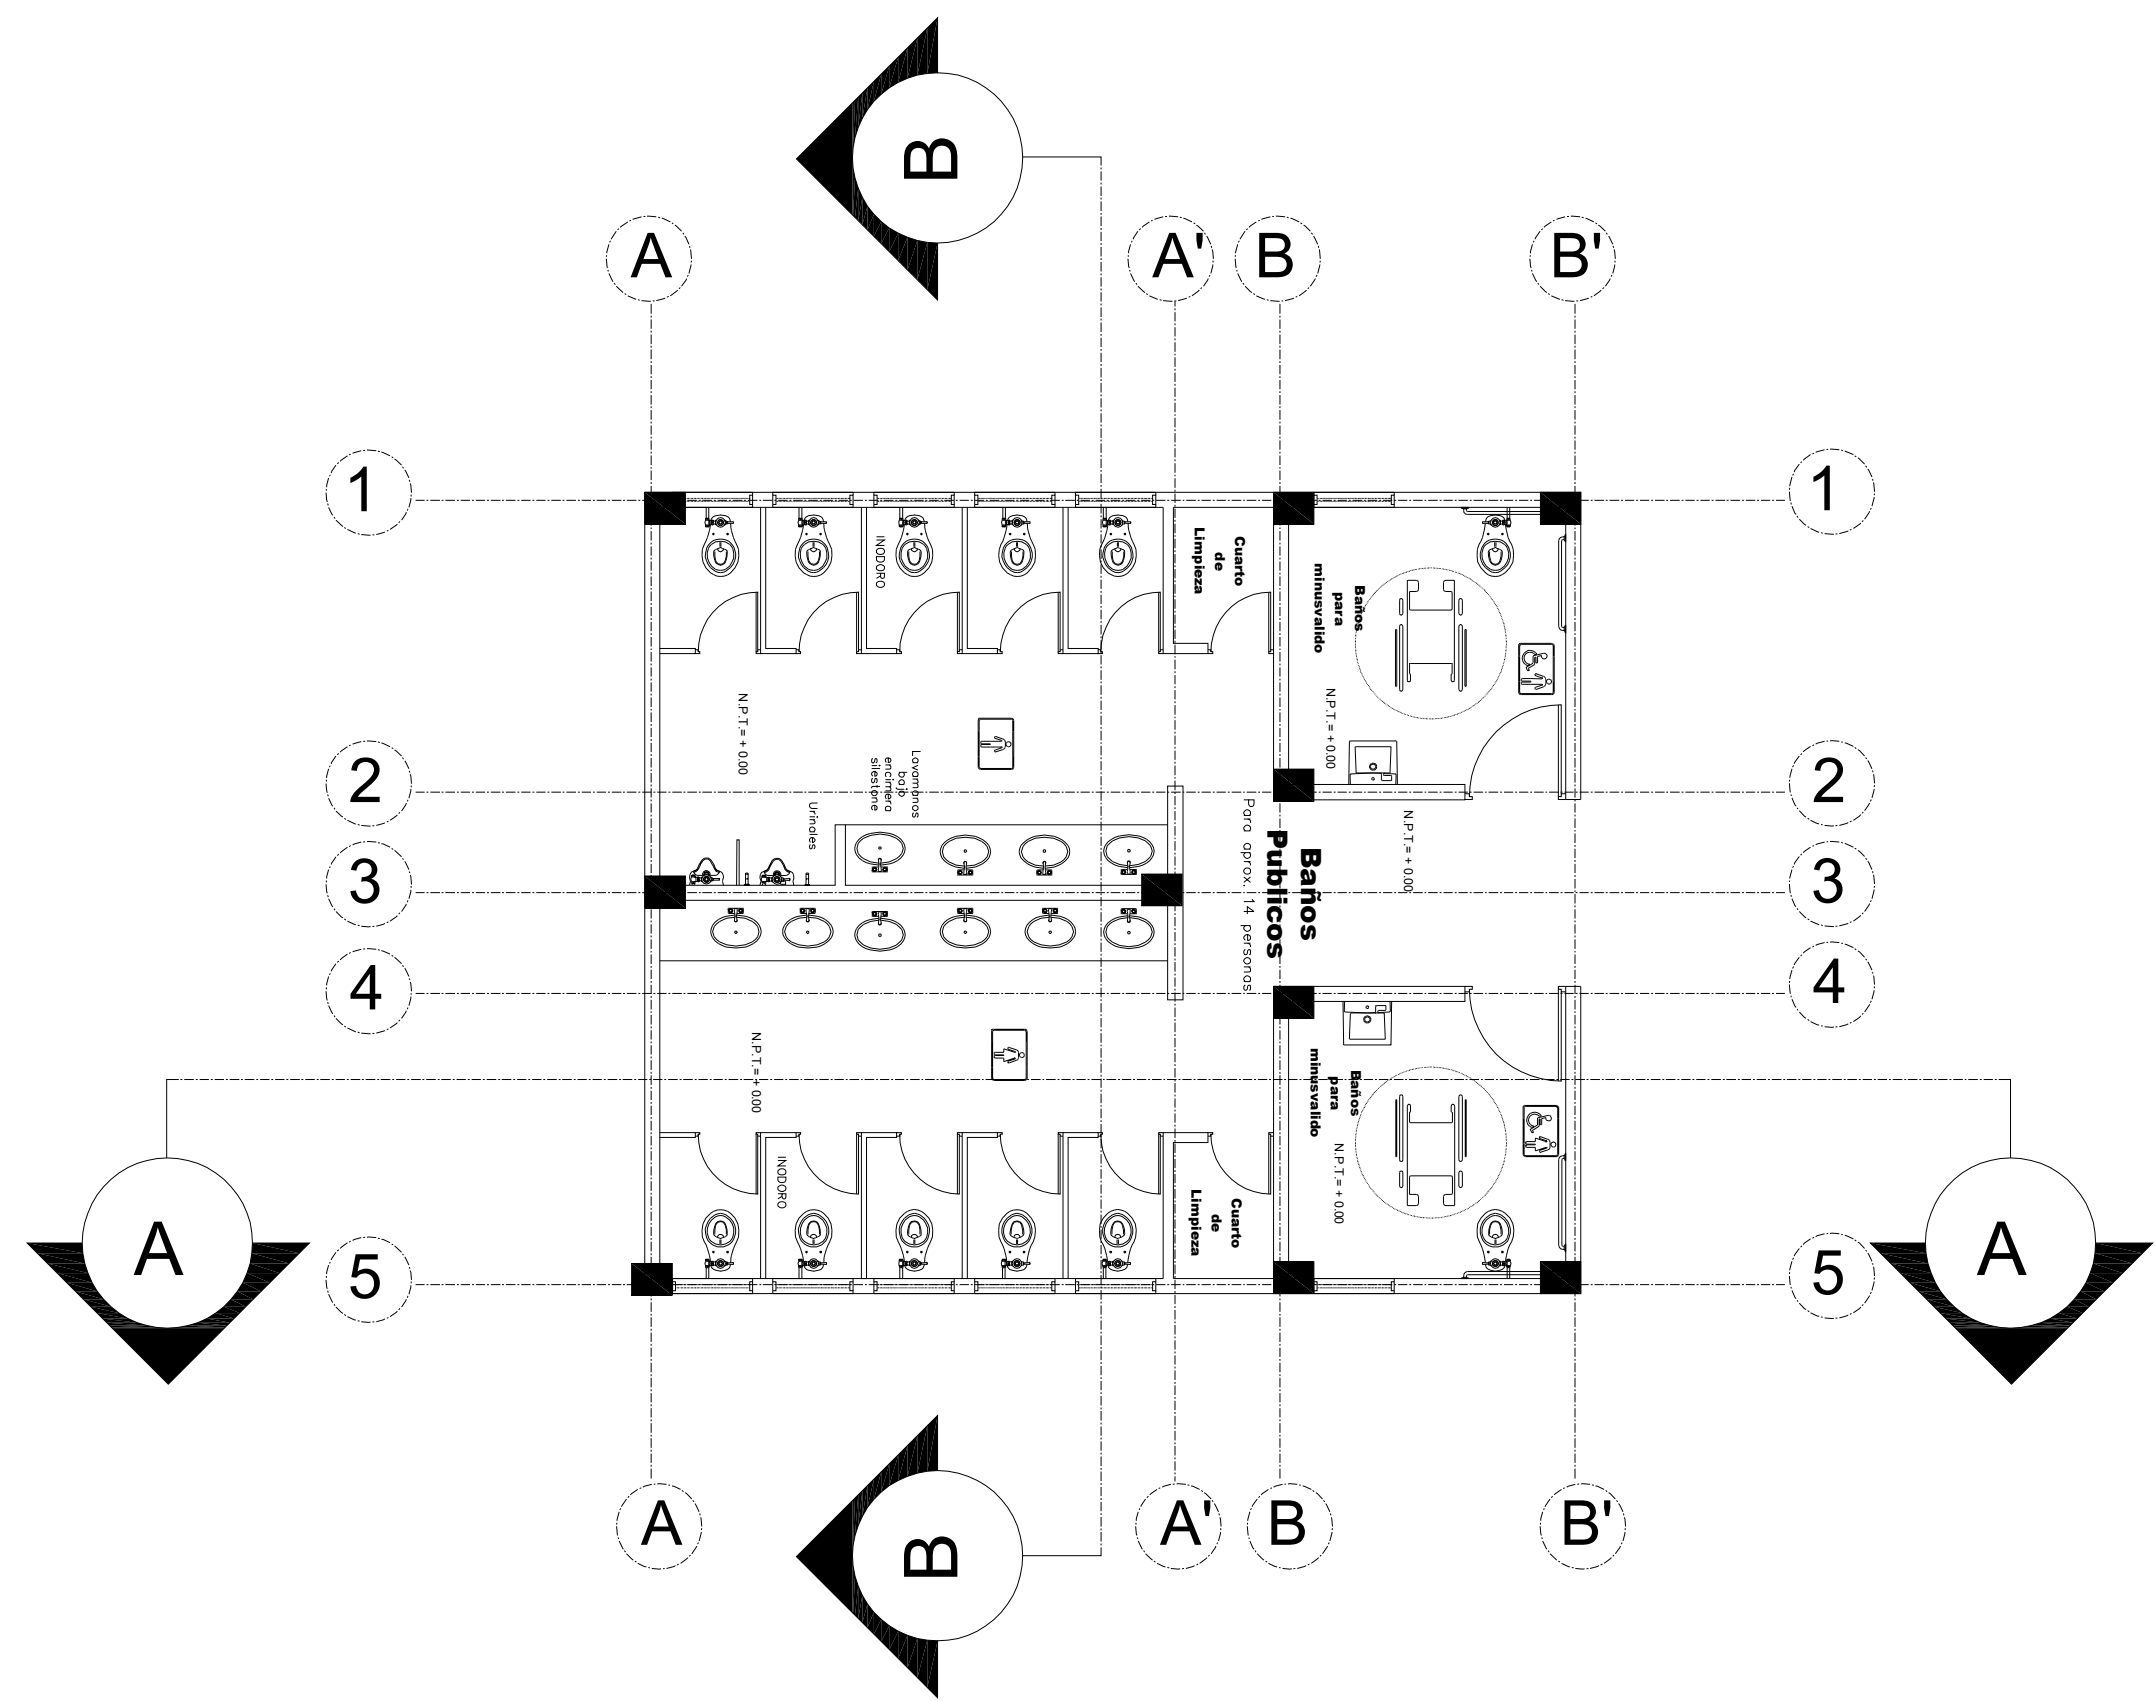 B
A
A'
B
B'
1
1
INODORO
Cuarto
de
Limpieza
Baños
para
minusvalido
N.P.T.= + 0.00
N.P.T.= + 0.00
2
2
Lavamanos
bajo
encimera
silestone
Urinales
3
3
Baños
Publicos
Para aprox. 14 personas
N.P.T.= + 0.00
4
4
N.P.T.= + 0.00
Baños
para
minusvalido
N.P.T.= + 0.00
INODORO
Cuarto
de
Limpieza
A
A
5
5
A
A'
B
B'
B